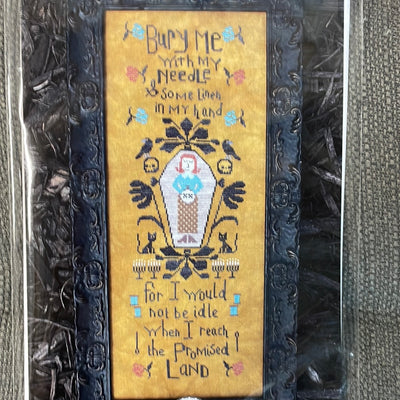 Bury Me
With my
Needle
& Some linen
in my hand
for I would
not be idle
when I reach
the Promised
Land